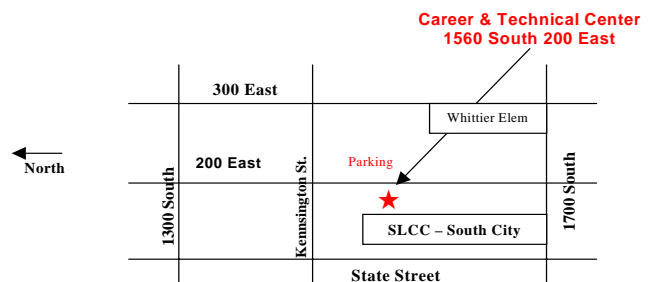 Career & Technical Center
1560 South 200 East
300 East
Whittier Elem
North
200 East
Parking
1300 South
Kennsington St.
1700 South
SLCC – South City
State Street